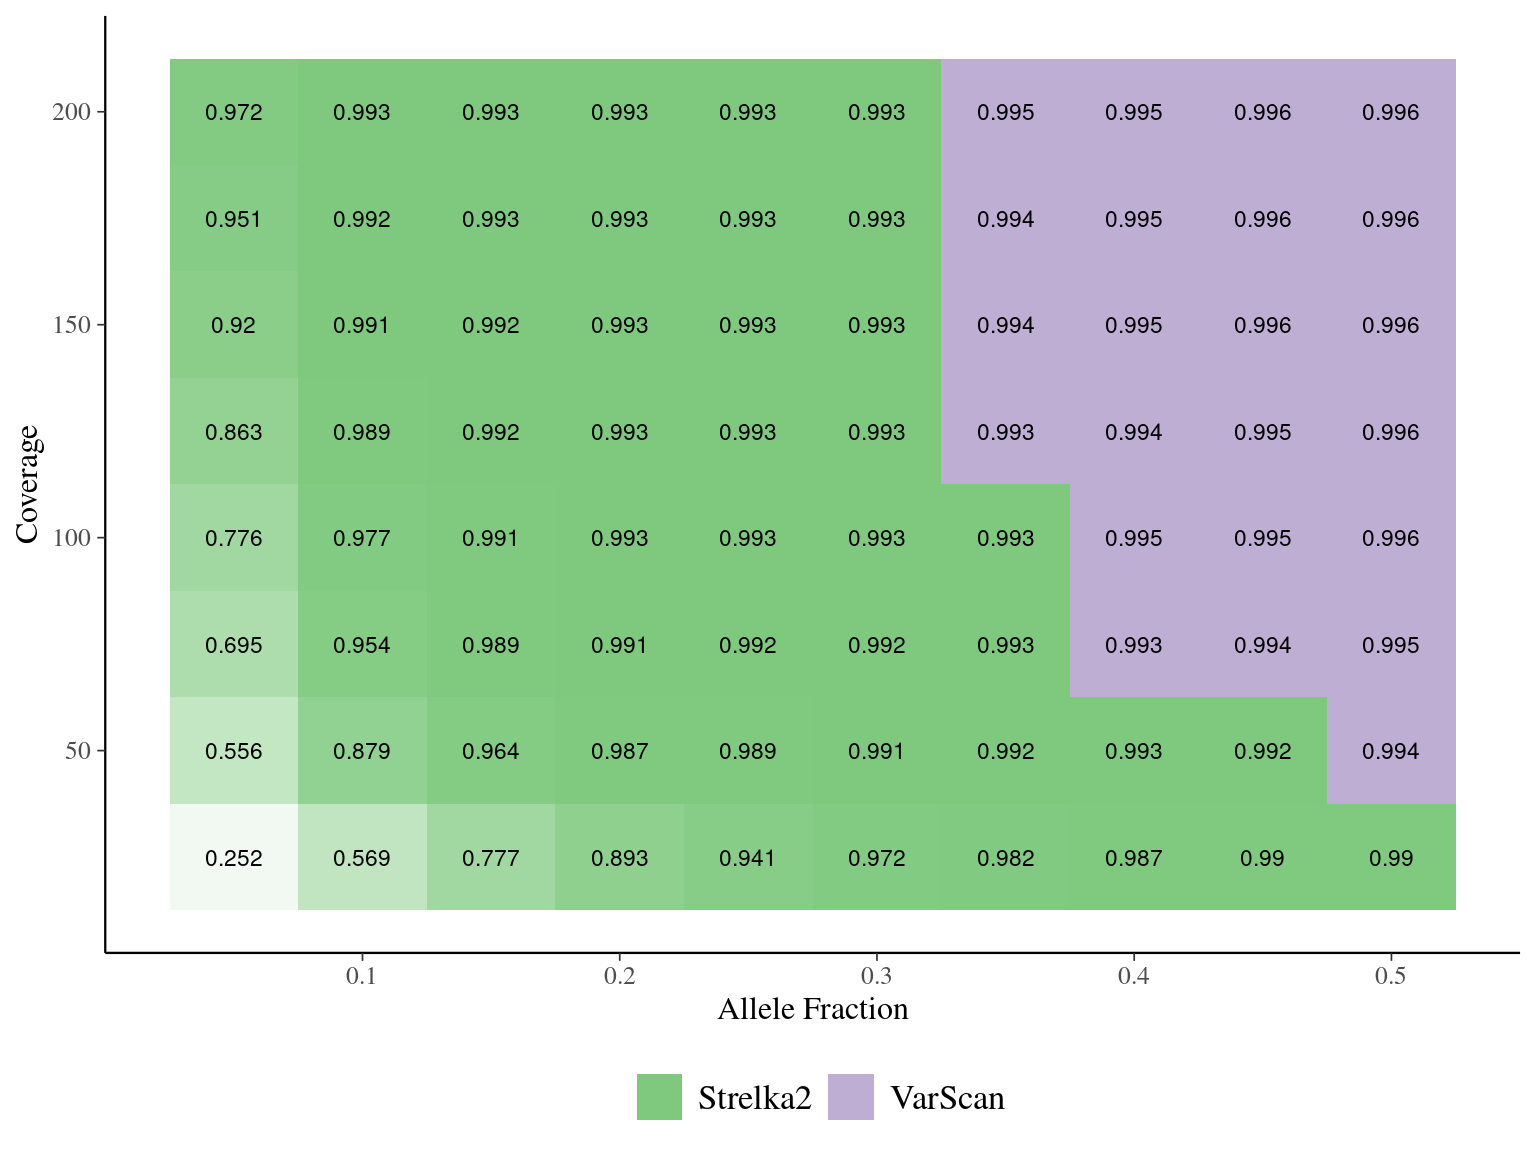 200 0.972 0.993 0.993 0.993 0.993 0.993 0.995 0.995 0.996 0.996
0.951 0.992 0.993 0.993 0.993 0.993 0.994 0.995 0.996 0.996
150 0.92 0.991 0.992 0.993 0.993 0.993 0.994 0.995 0.996 0.996
0.863 0.989 0.992 0.993 0.993 0.993 0.993 0.994 0.995 0.996
Coverage
100 0.776 0.977 0.991 0.993 0.993 0.993 0.993 0.995 0.995 0.996
0.695 0.954 0.989 0.991 0.992 0.992 0.993 0.993 0.994 0.995
50 0.556 0.879 0.964 0.987 0.989 0.991 0.992 0.993 0.992 0.994
0.252 0.569 0.777 0.893 0.941 0.972 0.982 0.987 0.99 0.99
0.1 0.2 0.3 0.4 0.5
Allele Fraction
Strelka2 VarScan